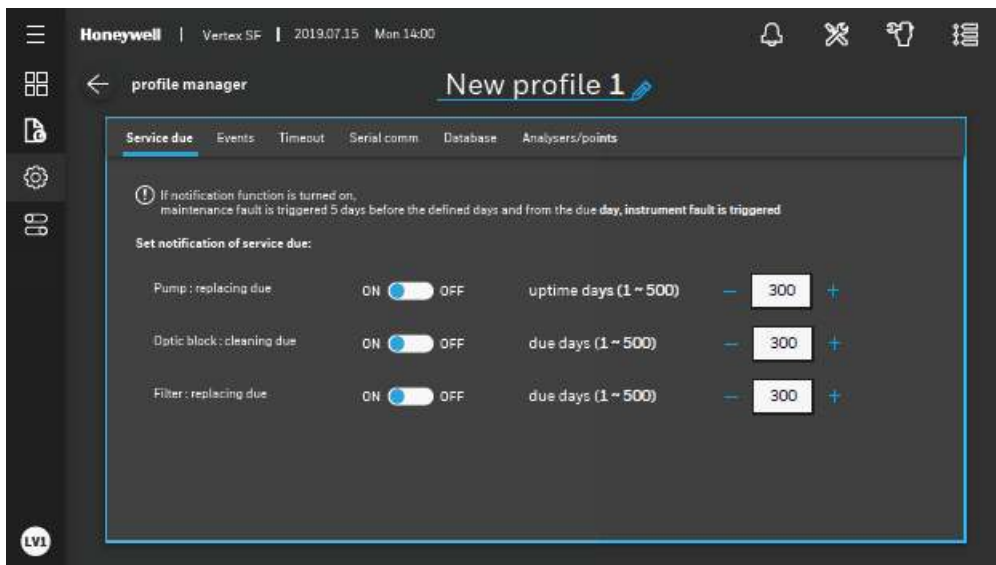 Honeywell | Vertex SF | 2019.07.15 Mon 14:00
profile manager
New profile 1
Service due Events Timeout Serial comm Database Analysers/points
If notification function is turned on,
maintenance fault is triggered 5 days before the defined days and from the due day, instrument fault is triggered
Set notification of service due:
Pump : replacing due ON OFF uptime days (1 ~ 500) − 300 +
Optic block : cleaning due ON OFF due days (1 ~ 500) − 300 +
Filter : replacing due ON OFF due days (1 ~ 500) − 300 +
LV1